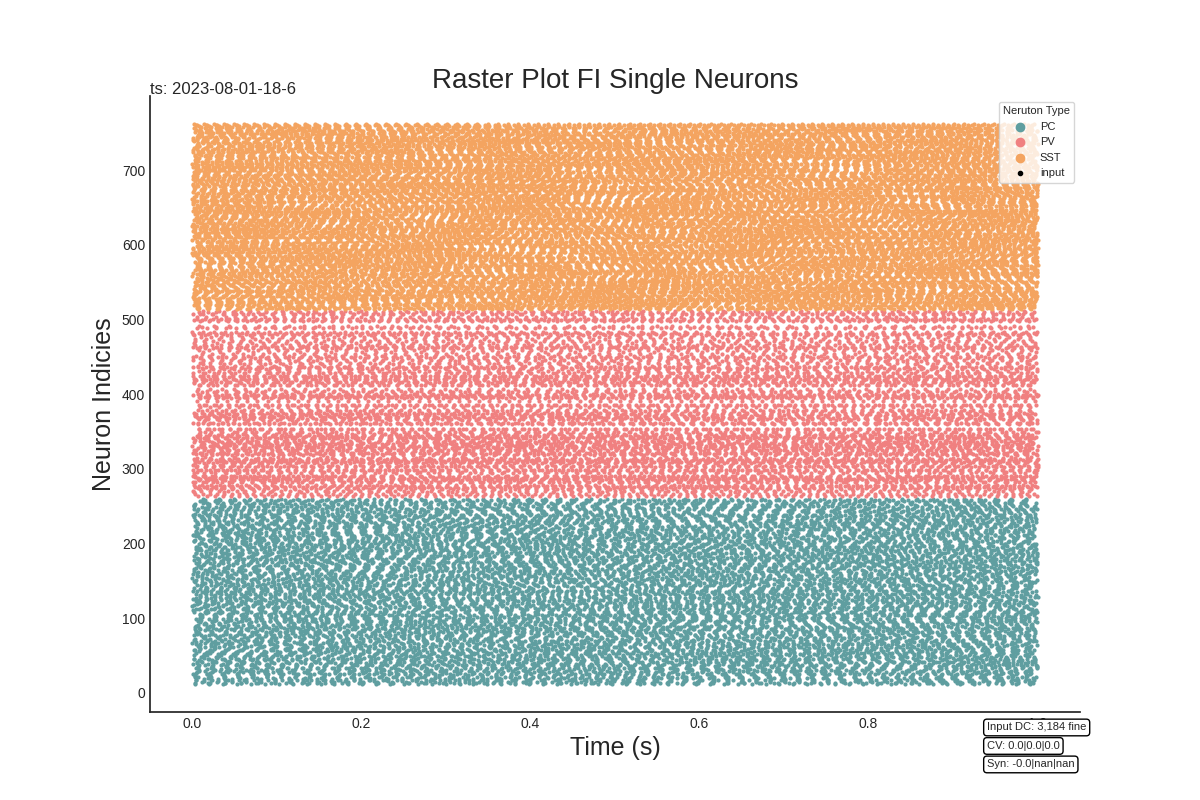 Raster Plot FI Single Neurons
ts: 2023-08-01-18-6
Neruton Type
PC
PV
SST
input
700
600
500
400
300
200
100
0
Neuron Indicies
0.0 0.2 0.4 0.6 0.8
Time (s)
Input DC: 3,184 fine
CV: 0.0|0.0|0.0
Syn: -0.0|nan|nan